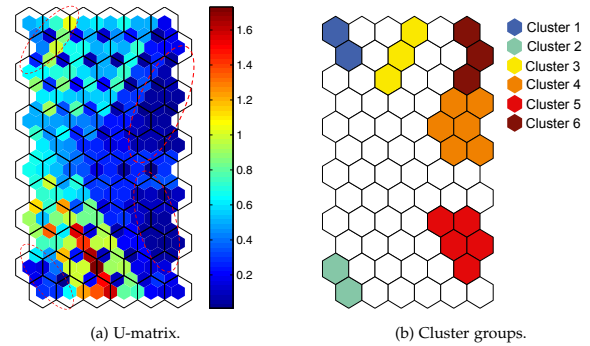 1.6
1.4
1.2
1
0.8
0.6
0.4
0.2
(a) U-matrix.
Cluster 1
Cluster 2
Cluster 3
Cluster 4
Cluster 5
Cluster 6
(b) Cluster groups.